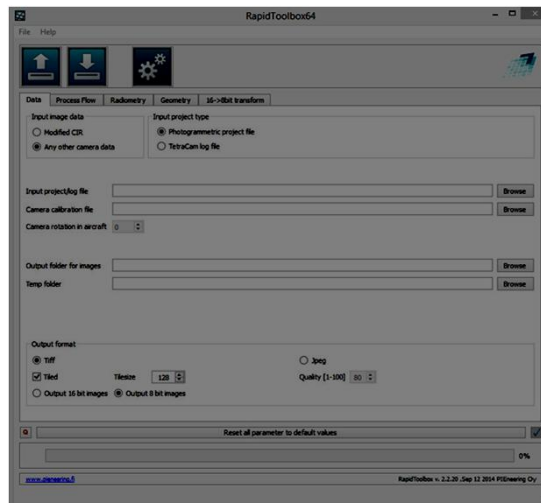 RapidToolbox64
File Help
Data Process Flow Radiometry Geometry 16->8bit transform
Input image data Input project type
Modified CIR Photogrammetric project file
Any other camera data TetraCam log file
Input project/log file Browse
Camera calibration file Browse
Camera rotation in aircraft 0
Output folder for images Browse
Temp folder Browse
Output format
Tiff Jpeg
Tiled Tilesize 128 Quality [1-100] 80
Output 16 bit images Output 8 bit images
Reset all parameter to default values
0%
www.pieneering.fi RapidToolbox v. 2.2.20 ,Sep 12 2014 PIEneering Oy